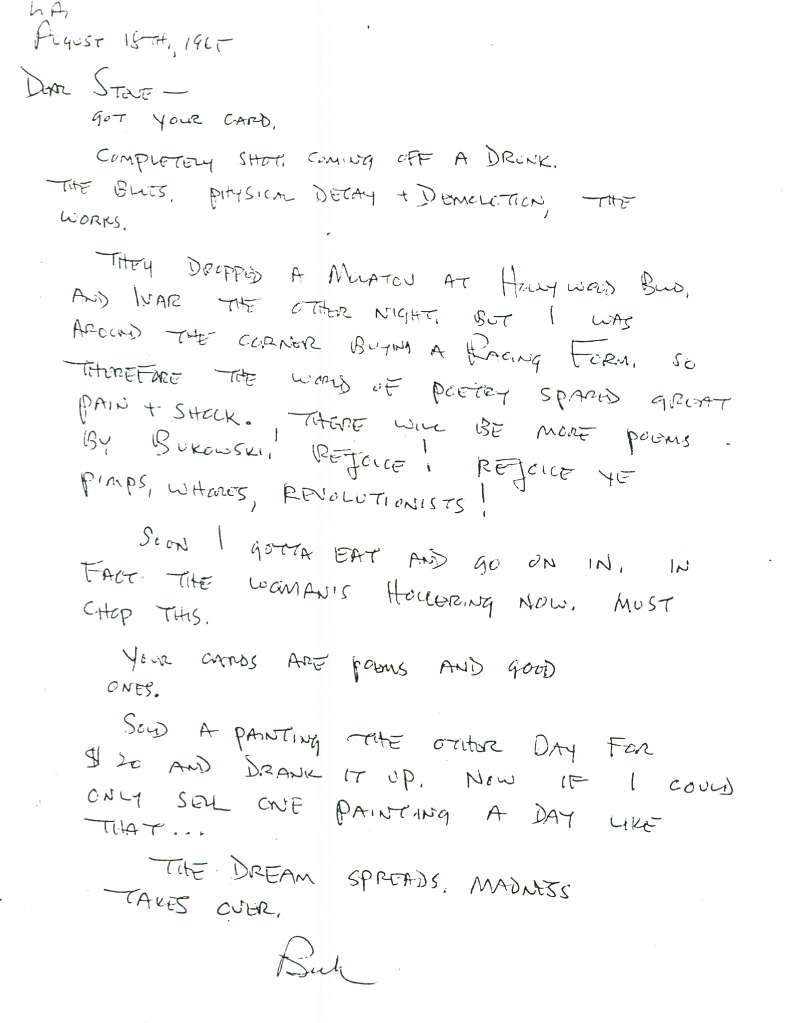 L.A,
AUGUST 15TH, 1965
DEAR STEVE —
GOT YOUR CARD.
COMPLETELY SHOT. COMING OFF A DRUNK.
THE BLUES. PHYSICAL DECAY + DEMOLITION, THE
WORKS.
THEY DROPPED A MOLATOV AT HOLLYWOOD BLVD.
AND IVAR THE OTHER NIGHT. BUT I WAS
AROUND THE CORNER BUYING A RACING FORM. SO
THEREFORE THE WORLD OF POETRY SPARED GREAT
PAIN + SHOCK. THERE WILL BE MORE POEMS
BY BUKOWSKI! REJOICE! REJOICE YE
PIMPS, WHORES, REVOLUTIONISTS!
SOON I GOTTA EAT AND GO ON IN. IN
FACT THE WOMAN'S HOLLERING NOW. MUST
CHOP THIS.
YOUR CARDS ARE POEMS AND GOOD
ONES.
SOLD A PAINTING THE OTHER DAY FOR
$20 AND DRANK IT UP. NOW IF I COULD
ONLY SELL ONE PAINTING A DAY LIKE
THAT...
THE DREAM SPREADS. MADNESS
TAKES OVER.
Buk